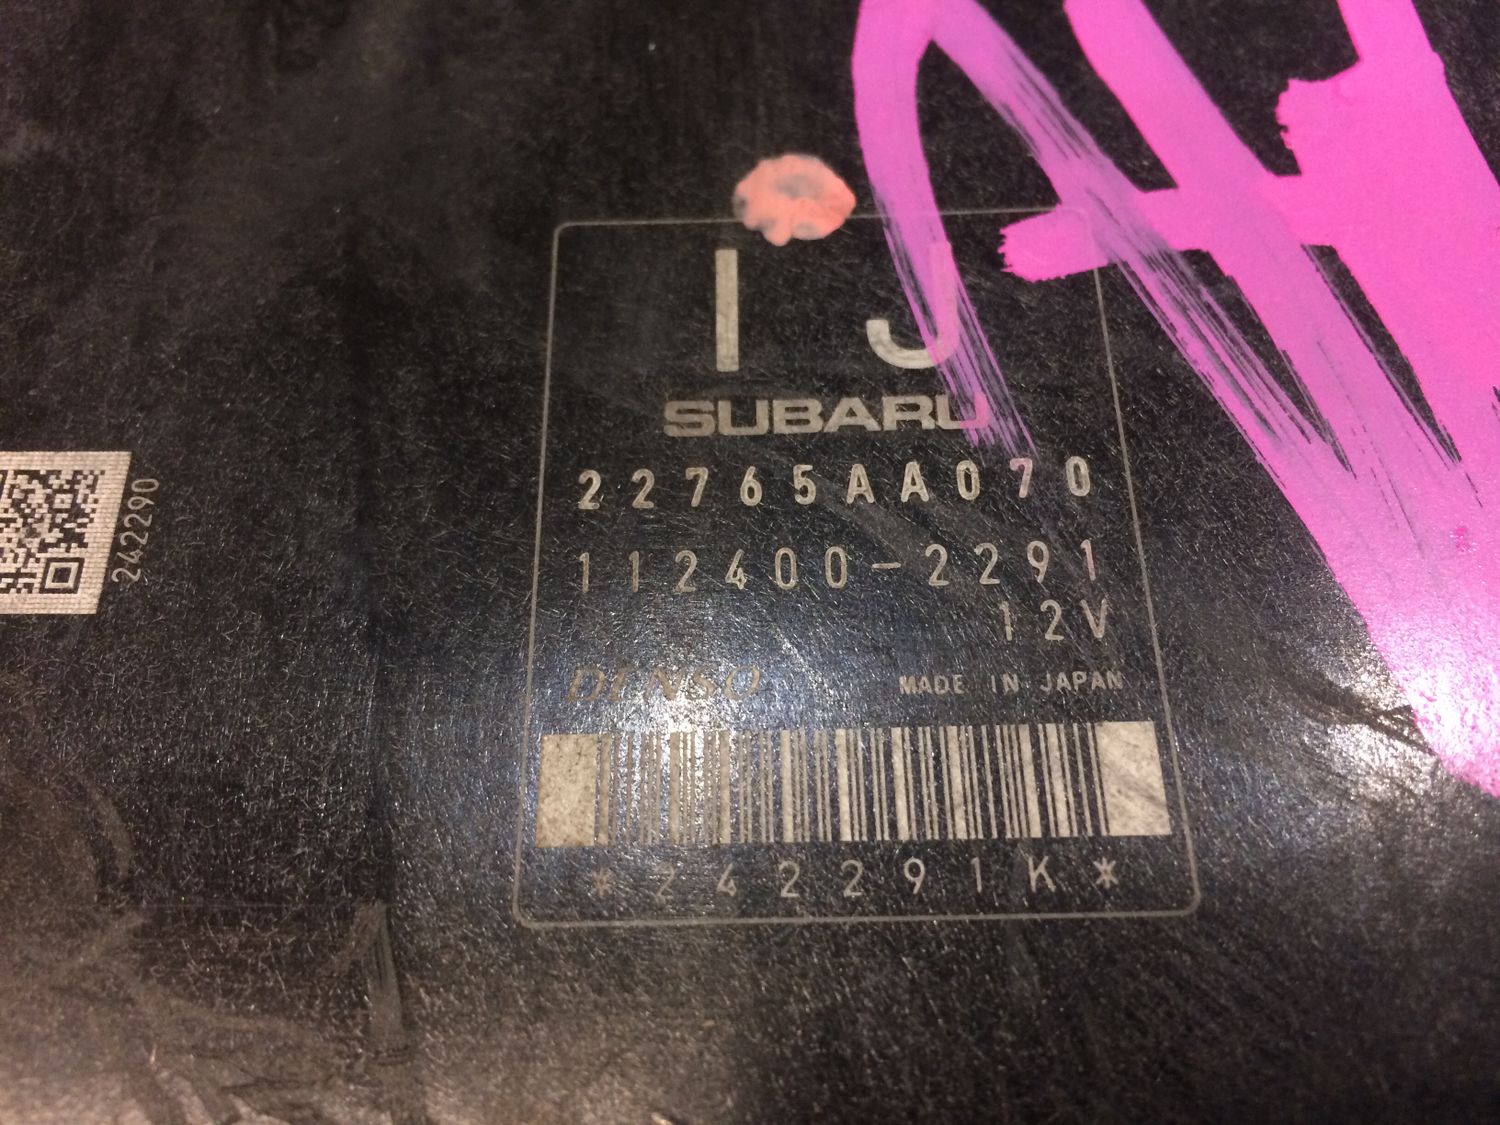 I J
SUBARU
22765AA070
112400-2291
12V
DENSO MADE IN JAPAN
*242291K*
242290